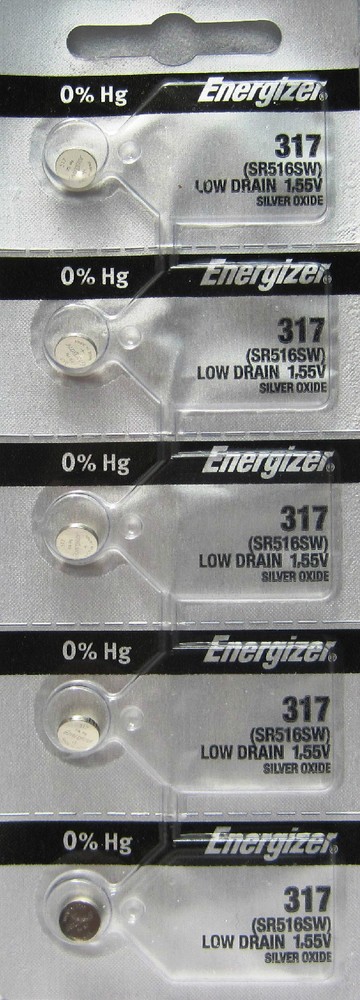 0% Hg Energizer®
317
(SR516SW)
LOW DRAIN 1.55V
SILVER OXIDE
0% Hg Energizer®
317
(SR516SW)
LOW DRAIN 1.55V
SILVER OXIDE
0% Hg Energizer®
317
(SR516SW)
LOW DRAIN 1.55V
SILVER OXIDE
0% Hg Energizer®
317
(SR516SW)
LOW DRAIN 1.55V
SILVER OXIDE
0% Hg Energizer®
317
(SR516SW)
LOW DRAIN 1.55V
SILVER OXIDE